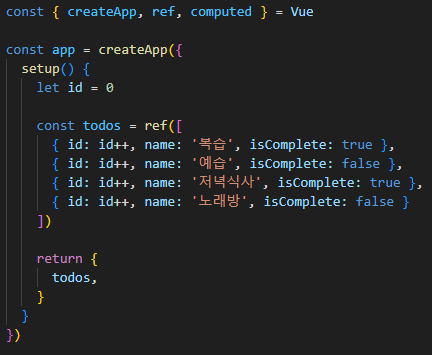 const { createApp, ref, computed } = Vue
const app = createApp({
setup() {
let id = 0
const todos = ref([
{ id: id++, name: '복습', isComplete: true },
{ id: id++, name: '예습', isComplete: false },
{ id: id++, name: '저녁식사', isComplete: true },
{ id: id++, name: '노래방', isComplete: false }
])
return {
todos,
}
}
})